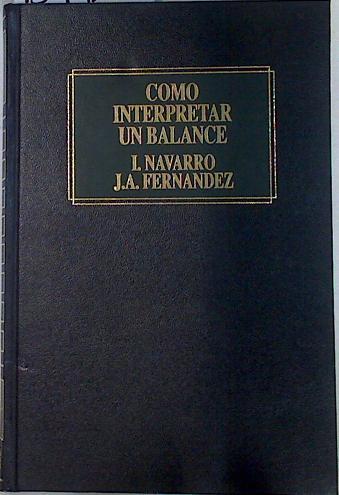 COMO
INTERPRETAR
UN BALANCE
I. NAVARRO
J.A. FERNANDEZ